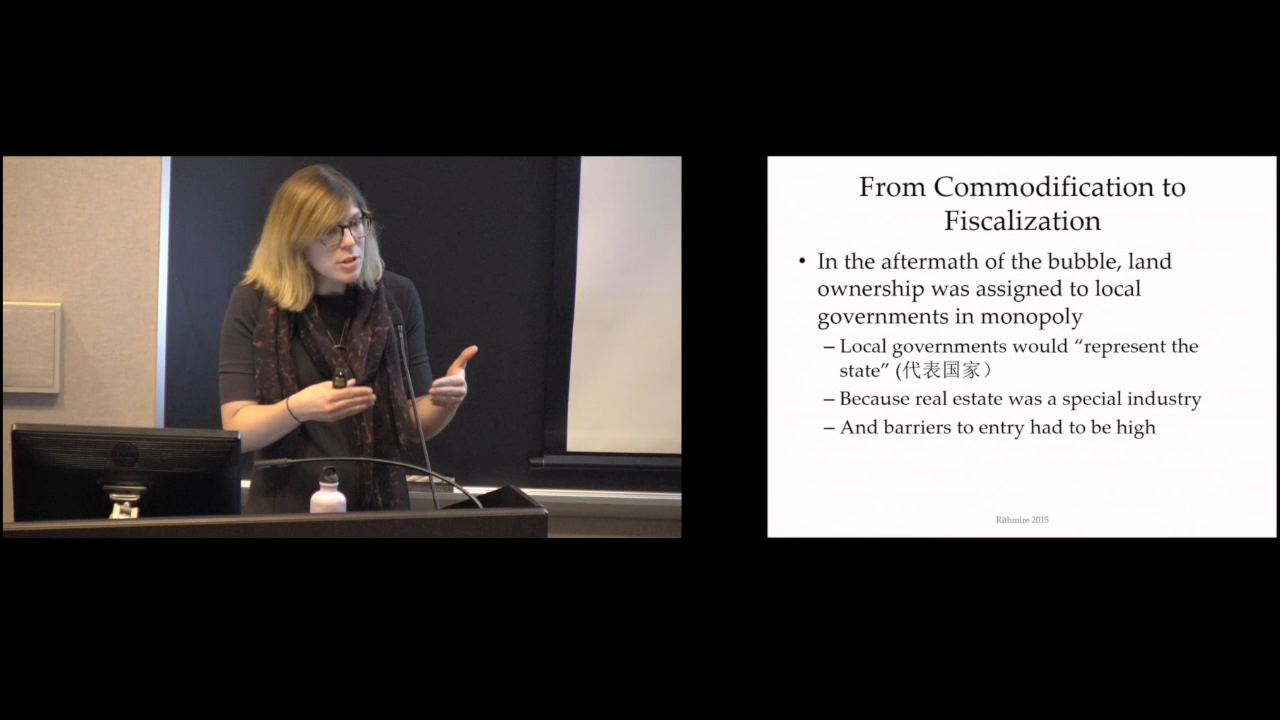 From Commodification to
Fiscalization
• In the aftermath of the bubble, land
ownership was assigned to local
governments in monopoly
– Local governments would “represent the
state” (代表国家）
– Because real estate was a special industry
– And barriers to entry had to be high
Rithmire 2015